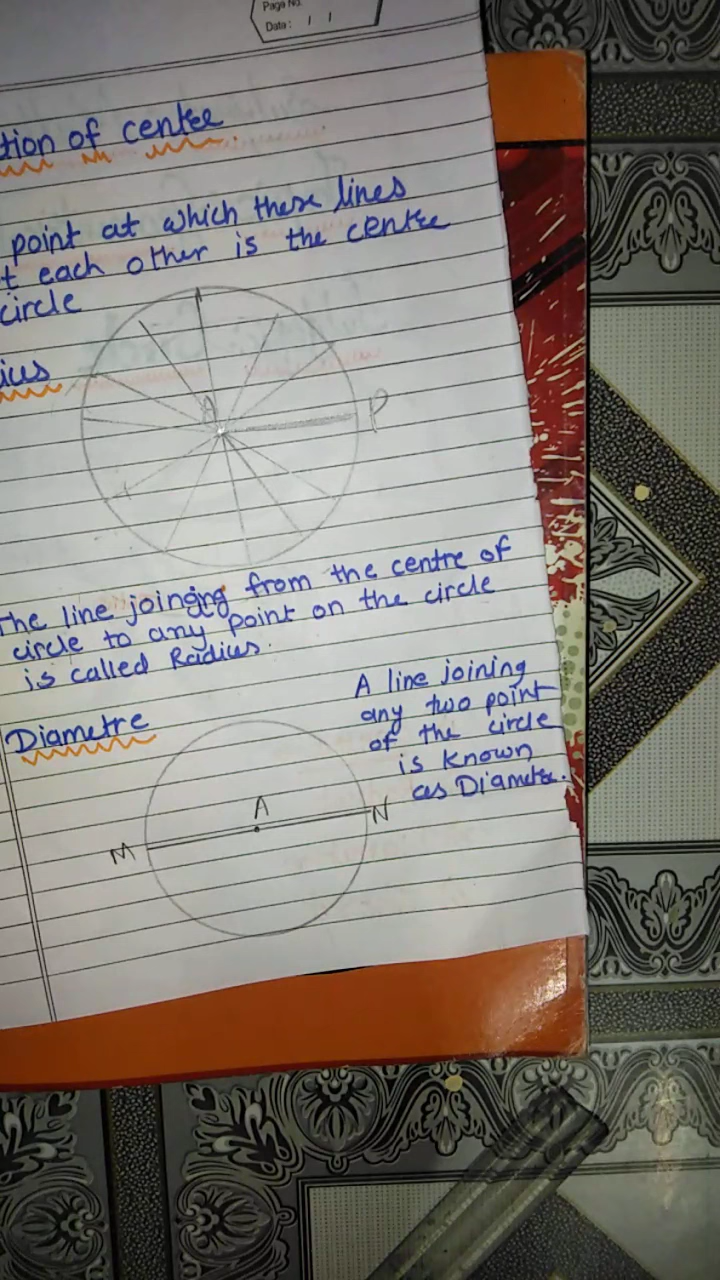 Page No.
Date: / /
tion of centre
point at which these lines
t each other is the centre
circle
ius
A
P
The line joinging from the centre of
circle to any point on the circle
is called Radius.
Diametre
A line joining
any two point
of the circle
is known
as Diametre.
A
N
M